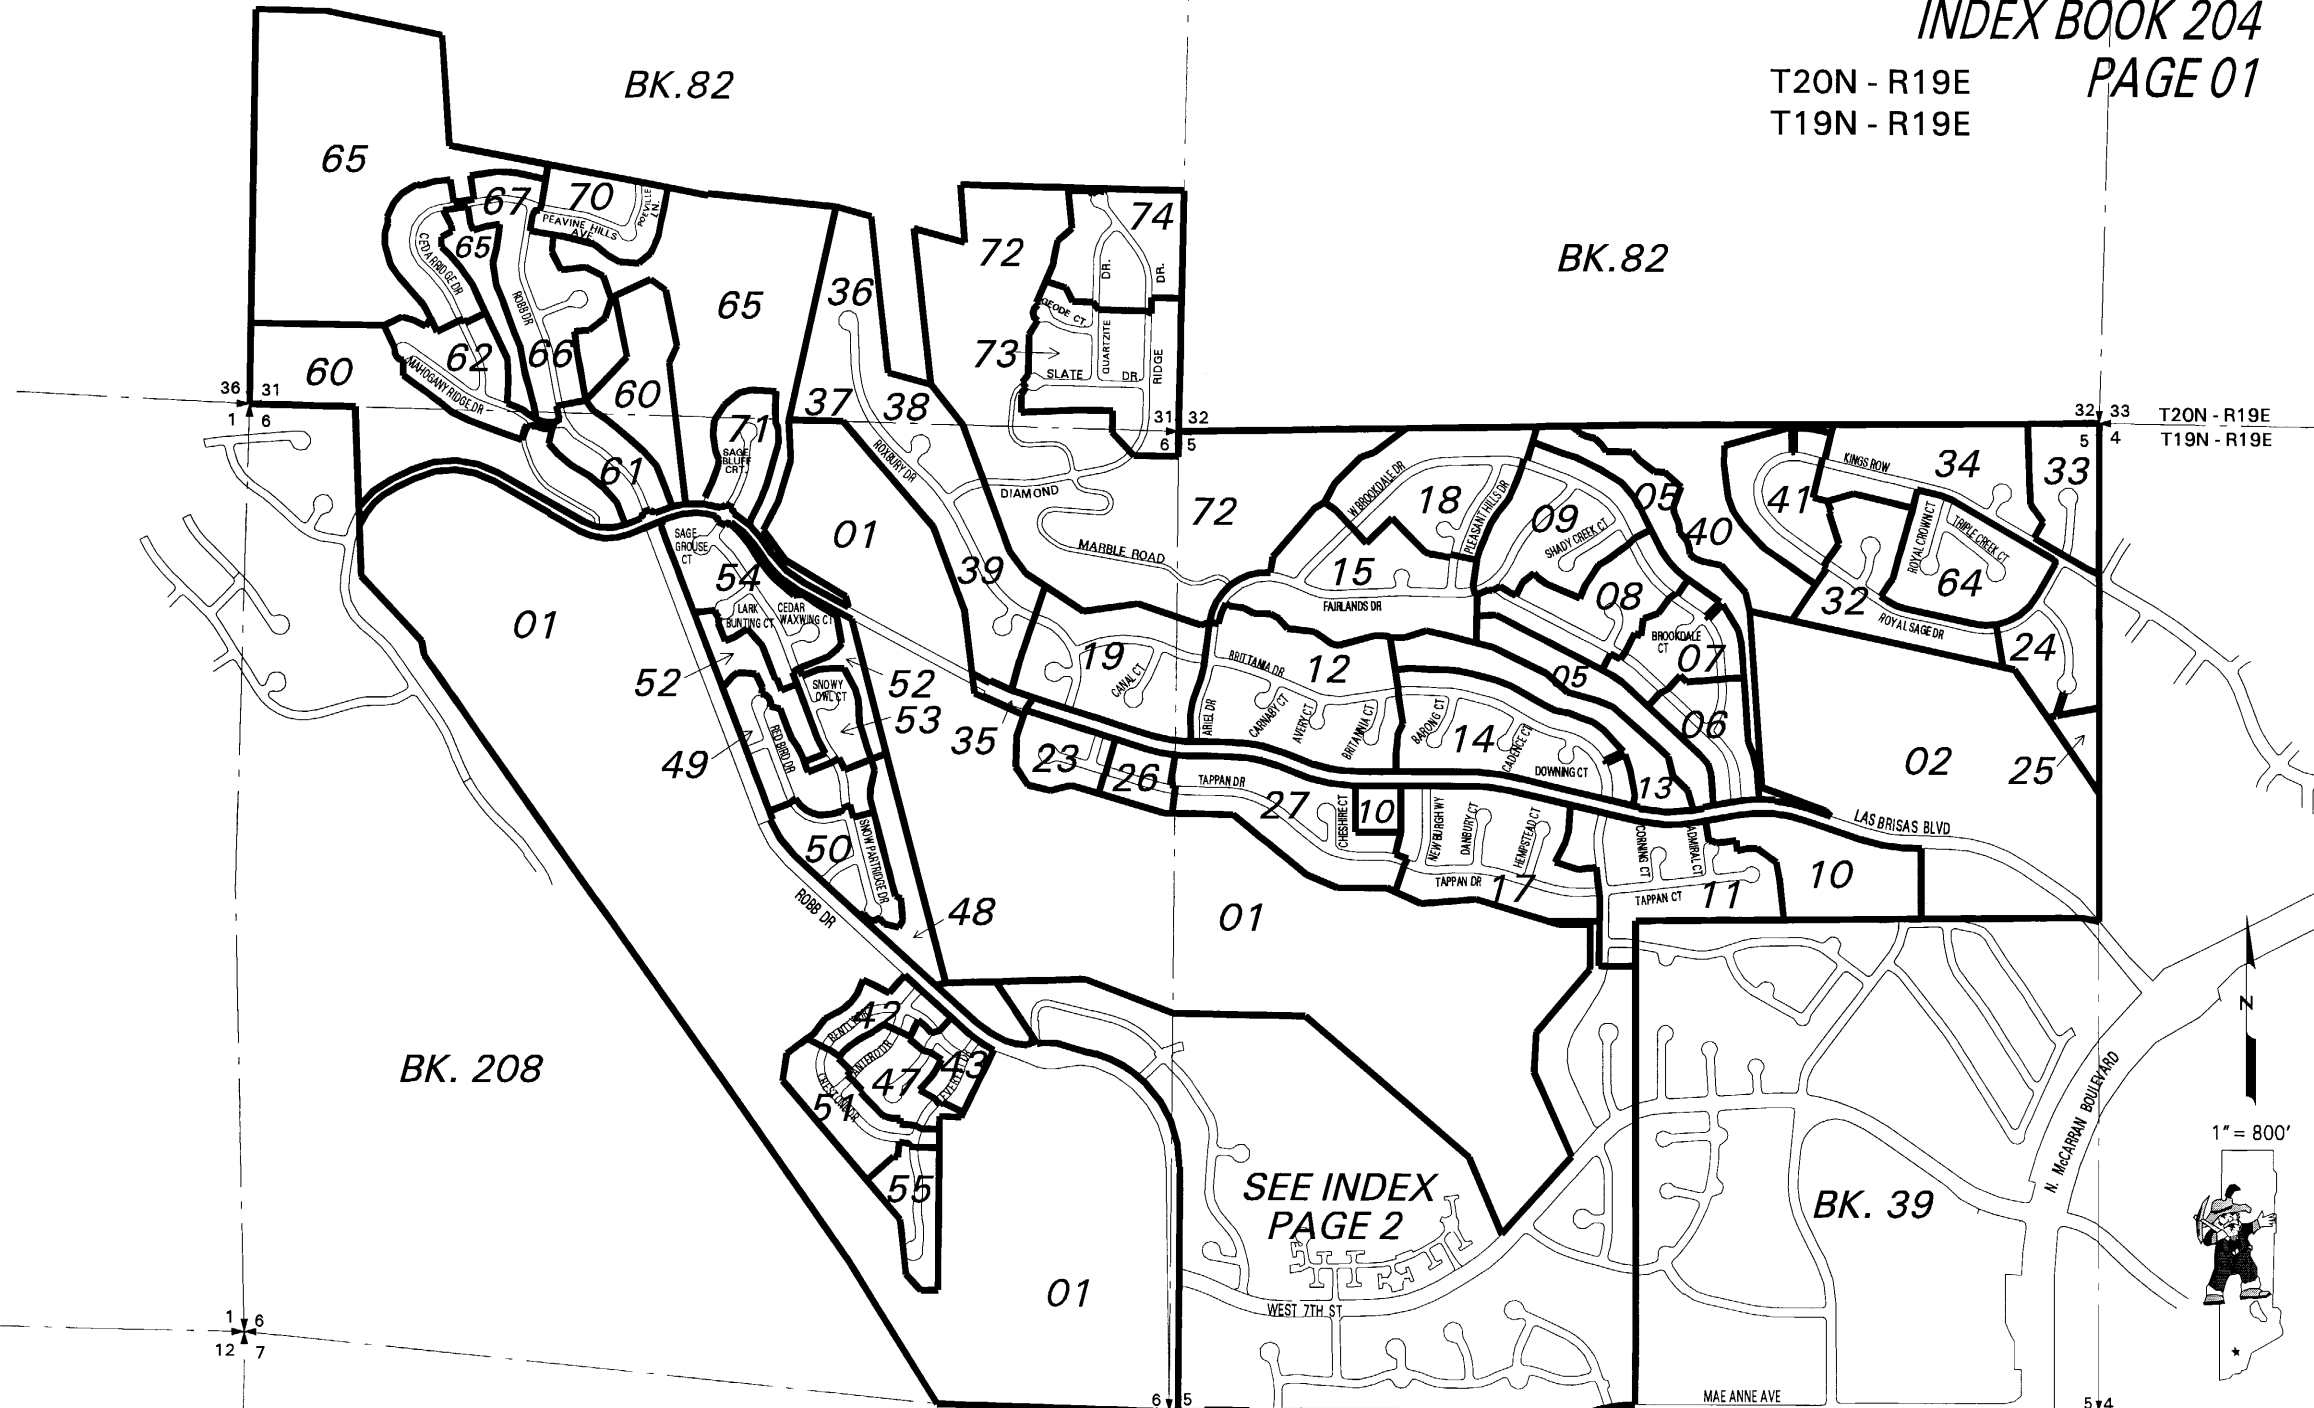 INDEX BOOK 204
PAGE 01
T20N - R19E
T19N - R19E
BK.82
BK.82
65
67
70
PEAVINE HILLS
AVE
POEVILLE
LN.
65
CEDARRIDGE DR
ROBB DR
65
36
72
74
DR.
DR.
GEODE CT
QUARTZITE
73
SLATE
DR
RIDGE
60
62
66
MAHOGANY RIDGE DR
60
37
38
71
SAGE
BLUFF
CRT.
61
36 31
1 6
31 32
6 5
32 33
5 4
T20N - R19E
T19N - R19E
ROXBURY DR
DIAMOND
MARBLE ROAD
72
W BROOKDALE DR
18
PLEASANT HILLS DR
09
SHADY CREEK CT
05
40
41
KINGS ROW
34
33
ROYAL CROWN CT
TRIPLE CREEK CT
64
32
ROYAL SAGE DR
24
25
01
01
39
SAGE
GROUSE
CT
54
LARK
BUNTING CT
CEDAR
WAXWING CT
52
52
SNOWY
OWL CT
53
49
RED BIRD DR
35
15
FAIRLANDS DR
08
BROOKDALE
CT
07
06
19
CANAL CT
BRITTANIA DR
12
ARIEL DR
CARNABY CT
AVERY CT
BRITANNIA CT
05
BARONG CT
14
CADENCE CT
DOWNING CT
13
02
23
26
TAPPAN DR
27
CHESHIRE CT
10
NEWBURGH WY
DANBURY CT
HEMPSTEAD CT
TAPPAN DR
17
CORNING CT
ADMIRAL CT
TAPPAN CT
11
10
LAS BRISAS BLVD
50
SNOW PARTRIDGE DR
ROBB DR
48
01
42
43
47
51
55
BK. 208
01
SEE INDEX
PAGE 2
WEST 7TH ST
BK. 39
N. McCARRAN BOULEVARD
MAE ANNE AVE
N
1" = 800'
1 6
12 7
6 5
5 4